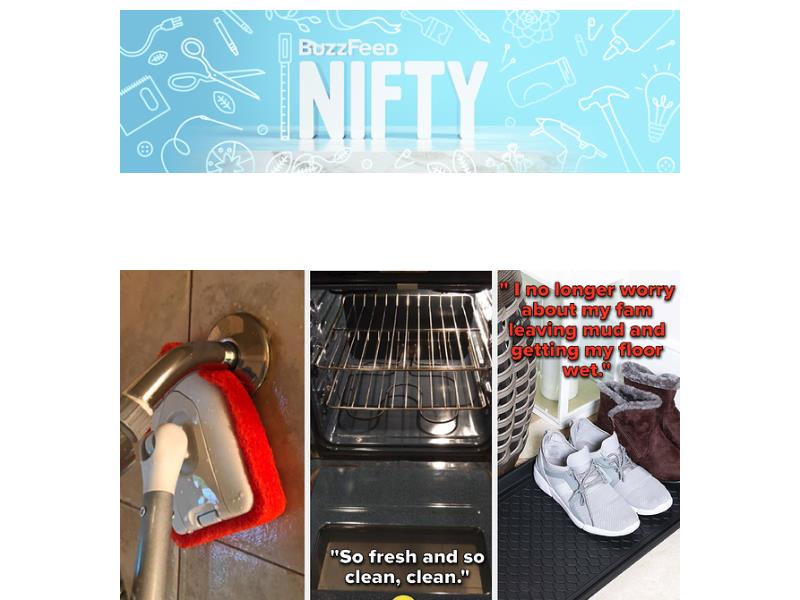 BuzzFeed
NIFTY
" I no longer worry
about my fam
leaving mud and
getting my floor
wet."
"So fresh and so
clean, clean."